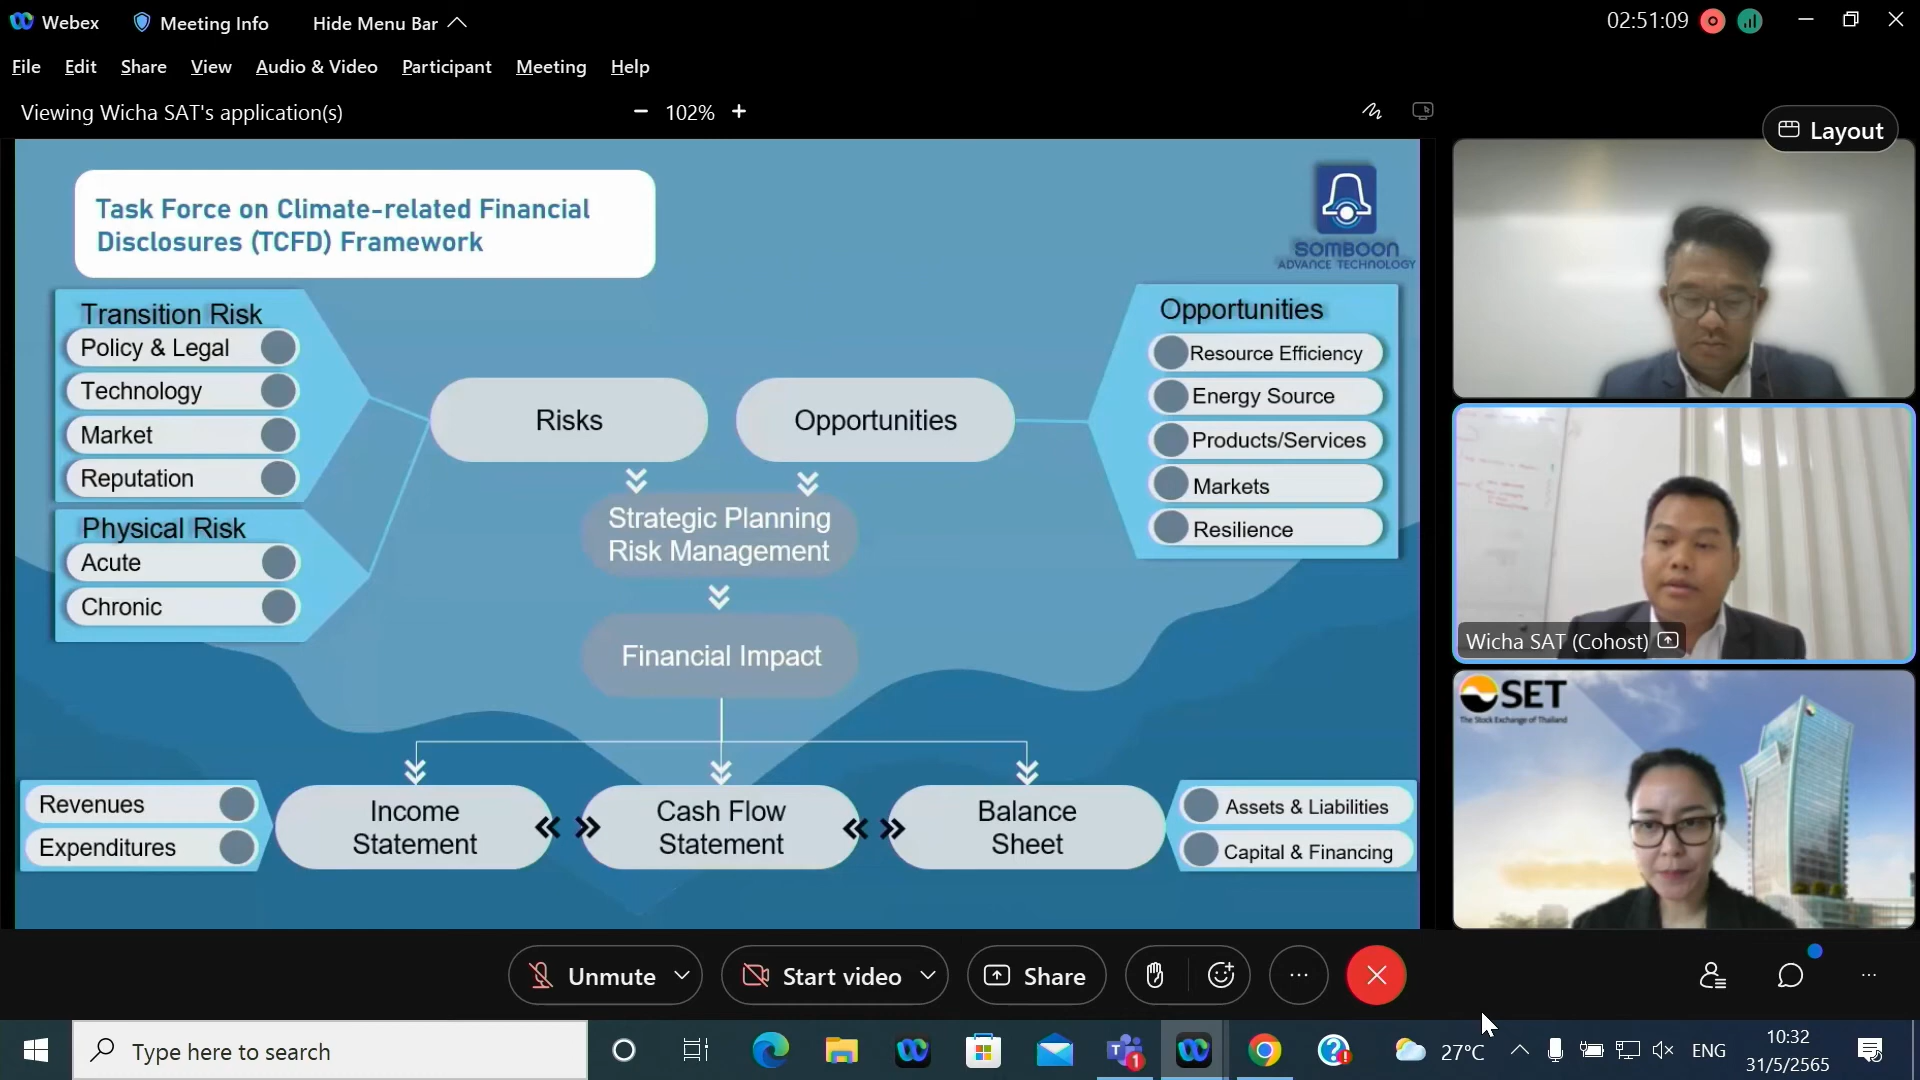 Webex
Meeting Info
Hide Menu Bar
02:51:09
File Edit Share View Audio & Video Participant Meeting Help
Viewing Wicha SAT's application(s)
102%
Layout
Task Force on Climate-related Financial
Disclosures (TCFD) Framework
SOMBOON
ADVANCE TECHNOLOGY
Transition Risk
Policy & Legal
Technology
Market
Reputation
Physical Risk
Acute
Chronic
Risks
Opportunities
Strategic Planning
Risk Management
Financial Impact
Opportunities
Resource Efficiency
Energy Source
Products/Services
Markets
Resilience
Revenues
Expenditures
Income
Statement
Cash Flow
Statement
Balance
Sheet
Assets & Liabilities
Capital & Financing
Wicha SAT (Cohost)
SET
The Stock Exchange of Thailand
Unmute
Start video
Share
Type here to search
1
27°C
ENG
10:32
31/5/2565